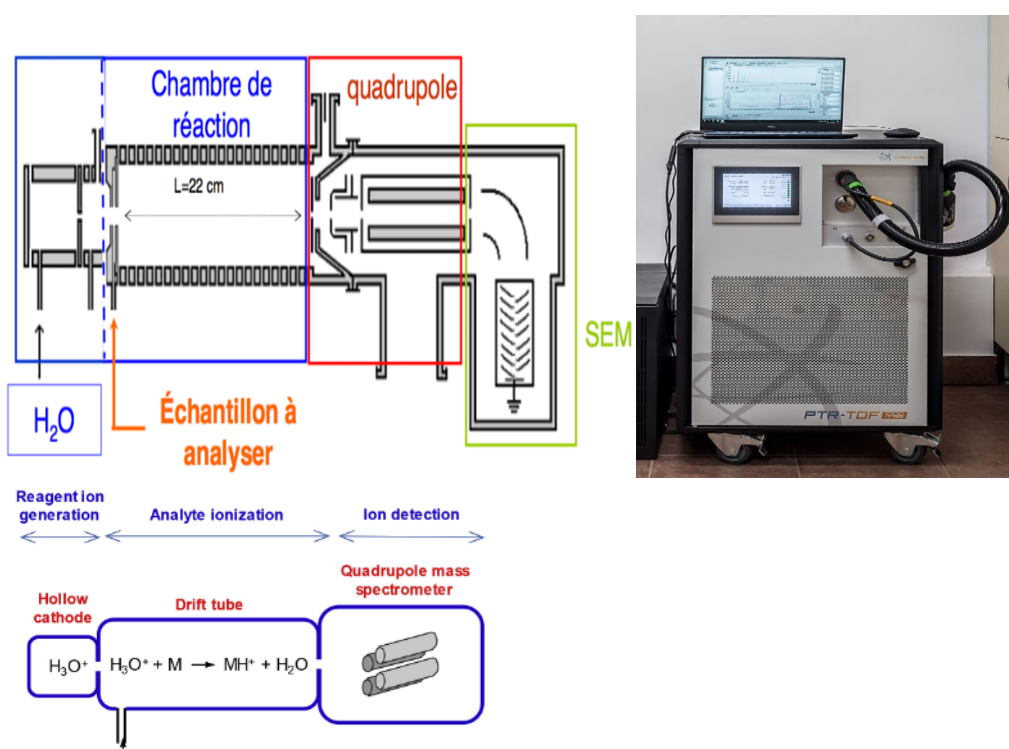 Chambre de
réaction
quadrupole
L=22 cm
SEM
H₂O
Échantillon à
analyser
PTR-TOF
Reagent ion
generation
Analyte ionization
Ion detection
Quadrupole mass
spectrometer
Hollow
cathode
Drift tube
H₃O⁺
H₃O⁺ + M → MH⁺ + H₂O